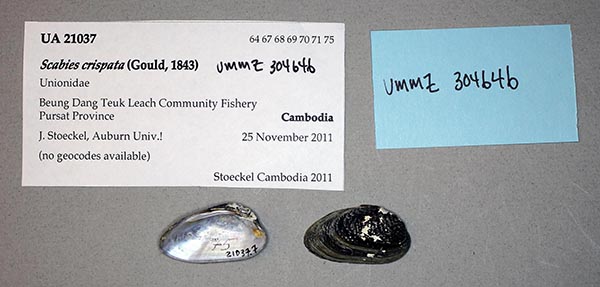 UA 21037 64 67 68 69 70 71 75
Scabies crispata (Gould, 1843) UMMZ 304646
Unionidae
Beung Dang Teuk Leach Community Fishery
Pursat Province Cambodia
J. Stoeckel, Auburn Univ.! 25 November 2011
(no geocodes available)
Stoeckel Cambodia 2011
UMMZ 304646